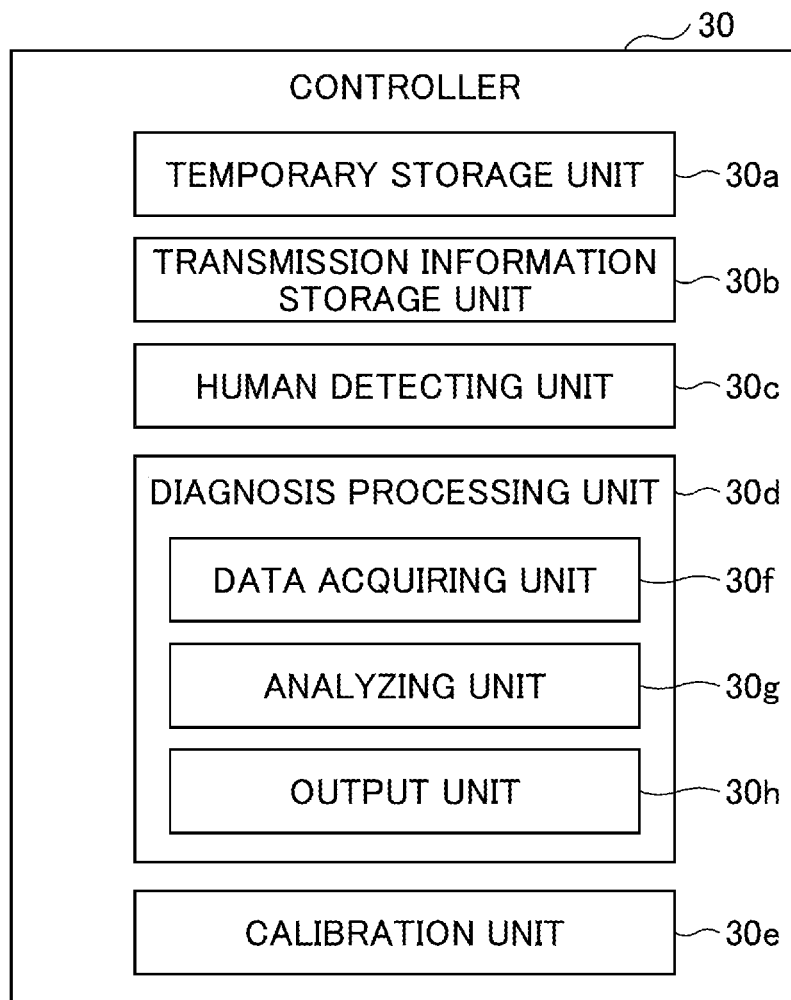 30
CONTROLLER
TEMPORARY STORAGE UNIT
30a
TRANSMISSION INFORMATION
STORAGE UNIT
30b
HUMAN DETECTING UNIT
30c
DIAGNOSIS PROCESSING UNIT
30d
DATA ACQUIRING UNIT
30f
ANALYZING UNIT
30g
OUTPUT UNIT
30h
CALIBRATION UNIT
30e